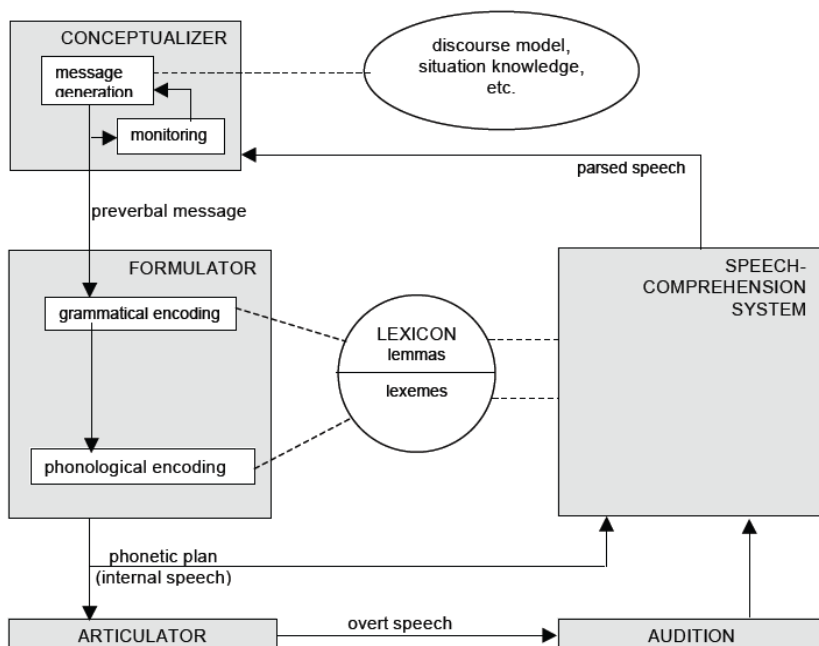 CONCEPTUALIZER
message
generation
monitoring
discourse model,
situation knowledge,
etc.
parsed speech
preverbal message
FORMULATOR
grammatical encoding
phonological encoding
LEXICON
lemmas
lexemes
SPEECH-
COMPREHENSION
SYSTEM
phonetic plan
(internal speech)
ARTICULATOR
overt speech
AUDITION